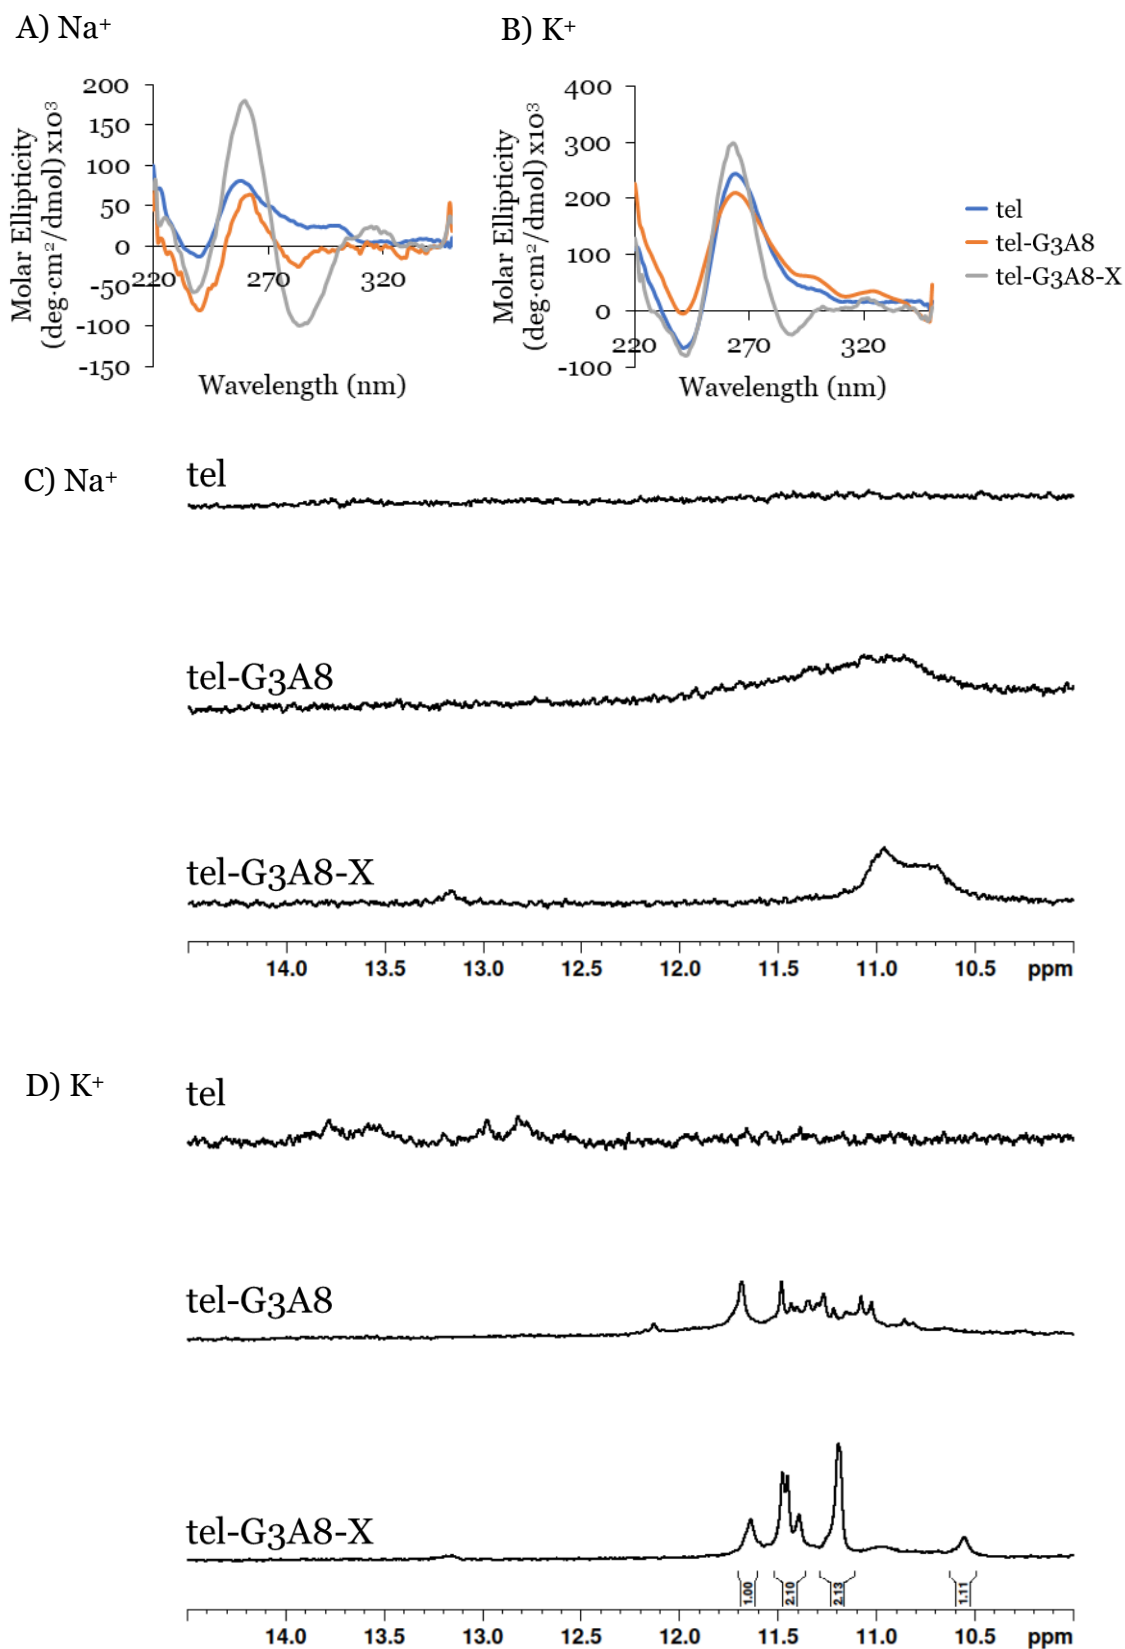 A) Na⁺
B) K⁺
Molar Ellipticity
(deg·cm²/dmol) x10³
200
150
100
50
0
-50
-100
-150
220
270
320
Wavelength (nm)
Molar Ellipticity
(deg·cm²/dmol) x10³
400
300
200
100
0
-100
220
270
320
Wavelength (nm)
tel
tel-G3A8
tel-G3A8-X
C) Na⁺
tel
tel-G3A8
tel-G3A8-X
14.0 13.5 13.0 12.5 12.0 11.5 11.0 10.5 ppm
D) K⁺
tel
tel-G3A8
tel-G3A8-X
1.00 2.10 2.13 1.11
14.0 13.5 13.0 12.5 12.0 11.5 11.0 10.5 ppm